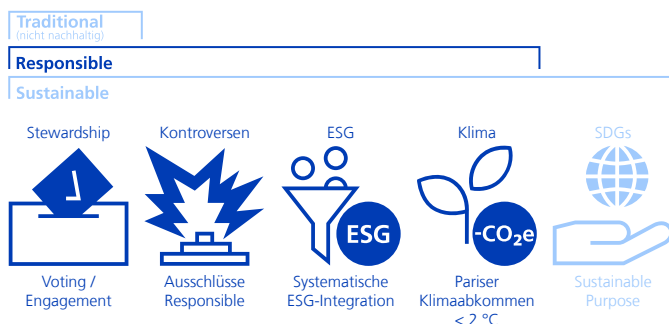 Traditional
(nicht nachhaltig)
Responsible
Sustainable
Stewardship
Kontroversen
ESG
Klima
SDGs
ESG
-CO₂e
Voting /
Engagement
Ausschlüsse
Responsible
Systematische
ESG-Integration
Pariser
Klimaabkommen
< 2 °C
Sustainable
Purpose